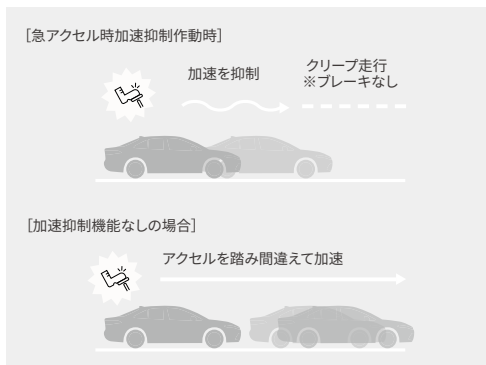 ［急アクセル時加速抑制作動時］
加速を抑制
クリープ走行
※ブレーキなし
［加速抑制機能なしの場合］
アクセルを踏み間違えて加速